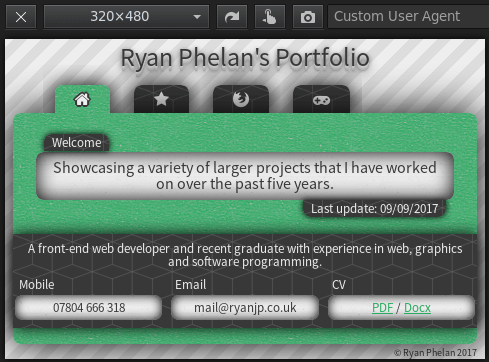 320×480
Custom User Agent
Ryan Phelan's Portfolio
Welcome
Showcasing a variety of larger projects that I have worked
on over the past five years.
Last update: 09/09/2017
A front-end web developer and recent graduate with experience in web, graphics
and software programming.
Mobile Email CV
07804 666 318 mail@ryanjp.co.uk PDF / Docx
© Ryan Phelan 2017